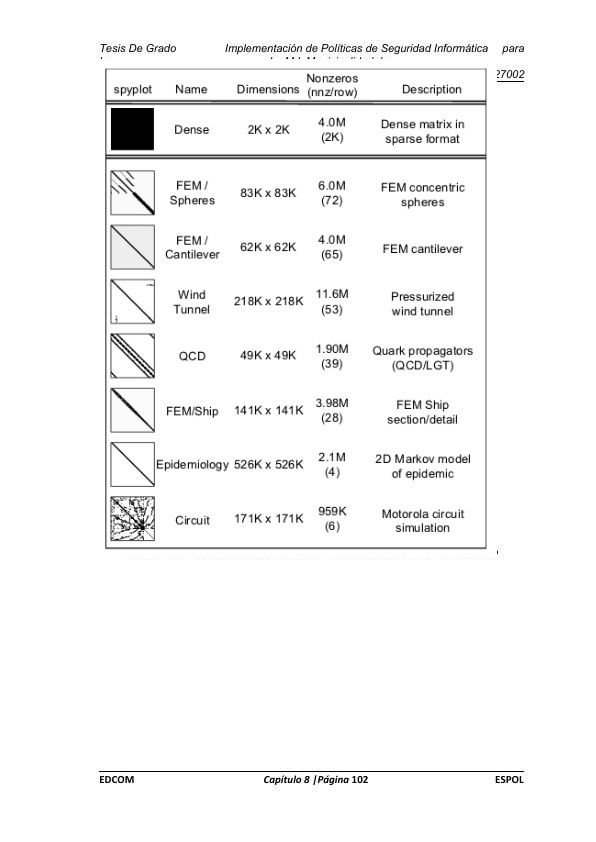 Tesis De Grado Implementación de Políticas de Seguridad Informática para
27002
spyplot Name Dimensions Nonzeros (nnz/row) Description
Dense 2K x 2K 4.0M (2K) Dense matrix in sparse format
FEM / Spheres 83K x 83K 6.0M (72) FEM concentric spheres
FEM / Cantilever 62K x 62K 4.0M (65) FEM cantilever
Wind Tunnel 218K x 218K 11.6M (53) Pressurized wind tunnel
QCD 49K x 49K 1.90M (39) Quark propagators (QCD/LGT)
FEM/Ship 141K x 141K 3.98M (28) FEM Ship section/detail
Epidemiology 526K x 526K 2.1M (4) 2D Markov model of epidemic
Circuit 171K x 171K 959K (6) Motorola circuit simulation
EDCOM Capítulo 8 |Página 102 ESPOL